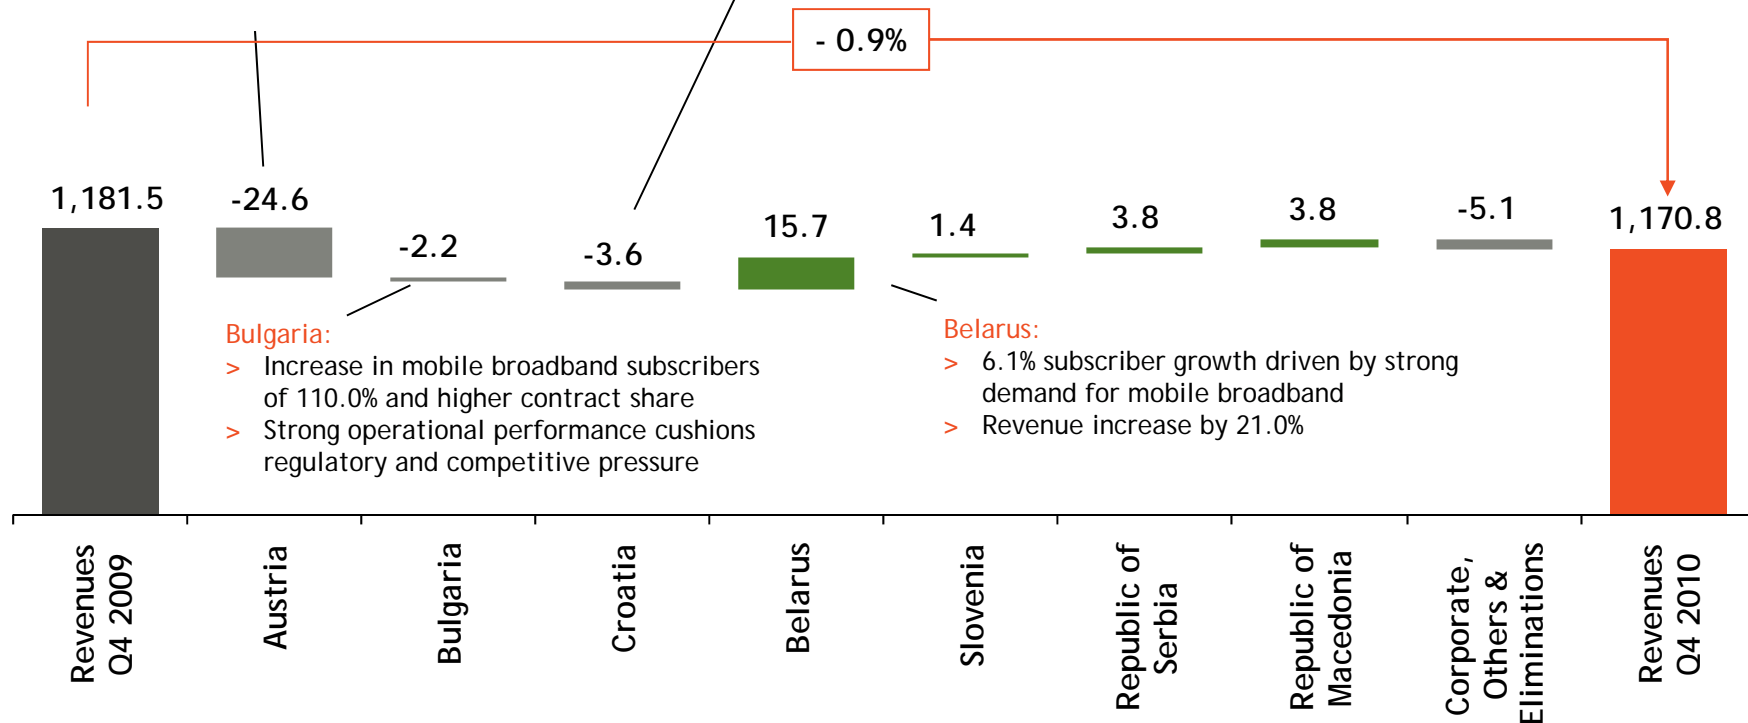 - 0.9%
1,181.5
-24.6
-2.2
-3.6
15.7
1.4
3.8
3.8
-5.1
1,170.8
Bulgaria:
> Increase in mobile broadband subscribers
of 110.0% and higher contract share
> Strong operational performance cushions
regulatory and competitive pressure
Belarus:
> 6.1% subscriber growth driven by strong
demand for mobile broadband
> Revenue increase by 21.0%
Revenues
Q4 2009
Austria
Bulgaria
Croatia
Belarus
Slovenia
Republic of
Serbia
Republic of
Macedonia
Corporate,
Others &
Eliminations
Revenues
Q4 2010